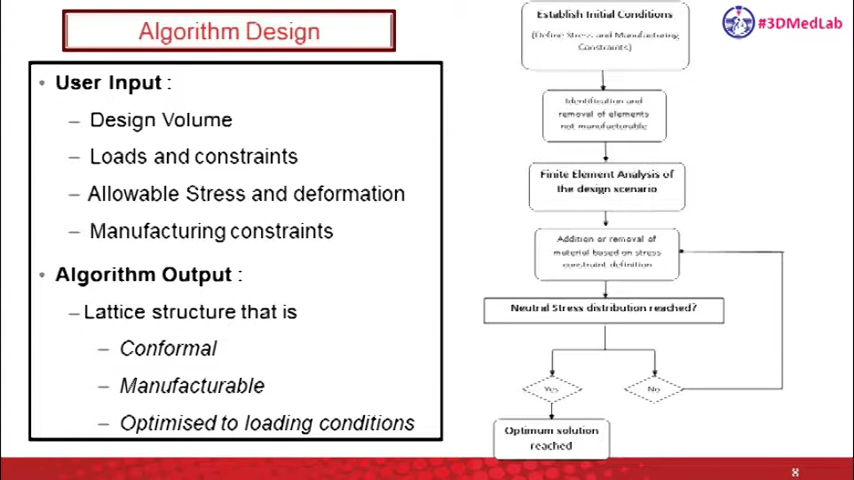 Algorithm Design
#3DMedLab
• User Input :
– Design Volume
– Loads and constraints
– Allowable Stress and deformation
– Manufacturing constraints
• Algorithm Output :
– Lattice structure that is
– Conformal
– Manufacturable
– Optimised to loading conditions
Establish Initial Conditions
(Define Stress and Manufacturing
Constraints)
Identification and
removal of elements
not manufacturable
Finite Element Analysis of
the design scenario
Addition or removal of
material based on stress
constraint definition
Neutral Stress distribution reached?
Yes
No
Optimum solution
reached
8